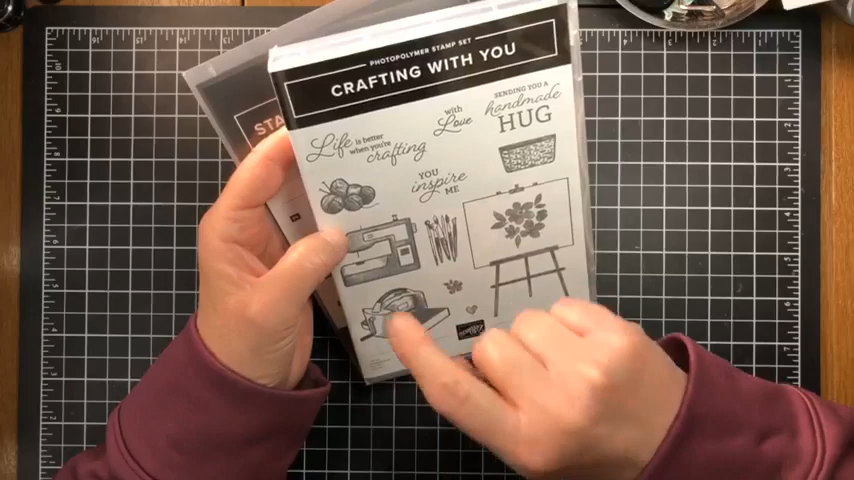 PHOTOPOLYMER STAMP SET
CRAFTING WITH YOU
STA
Life is better
when you're
crafting
with
Love
SENDING YOU A
handmade
HUG
YOU
inspire
ME